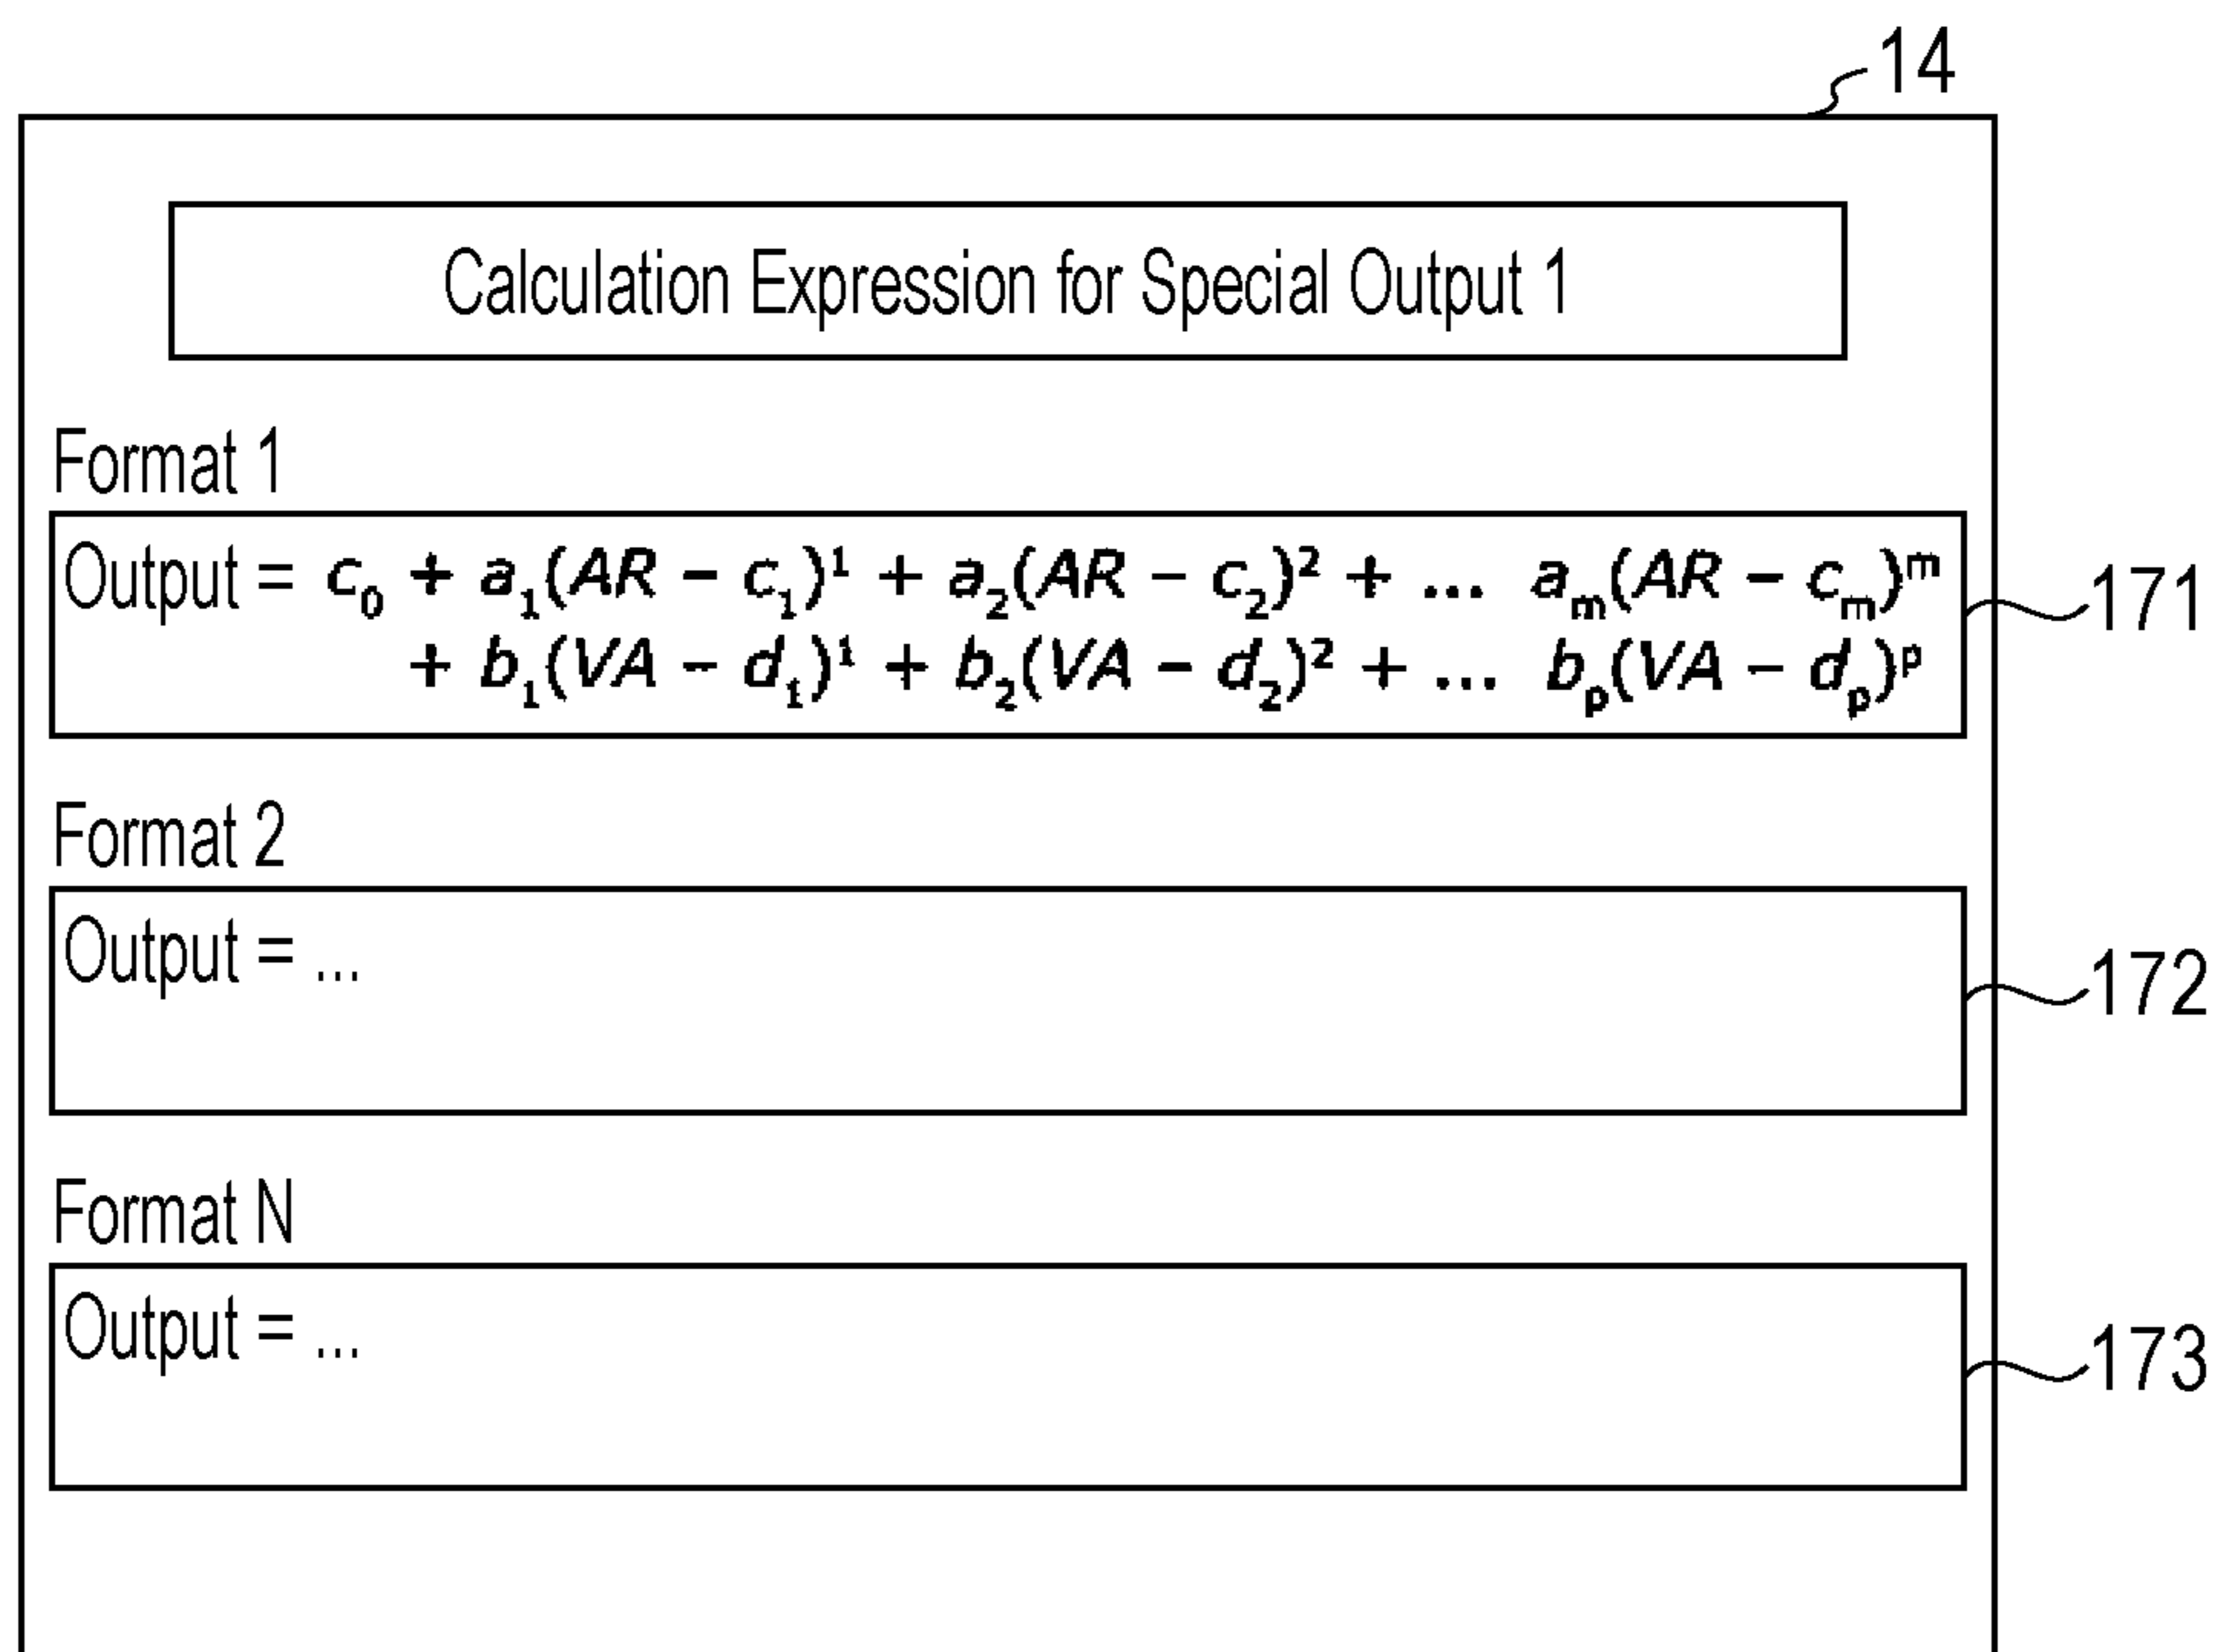 14
Calculation Expression for Special Output 1
Format 1
Output = c₀ + a₁(AR − c₁)¹ + a₂(AR − c₂)² + ... aₘ(AR − cₘ)ᵐ
+ b₁(VA − d₁)¹ + b₂(VA − d₂)² + ... bₚ(VA − dₚ)ᵖ
171
Format 2
Output = ...
172
Format N
Output = ...
173